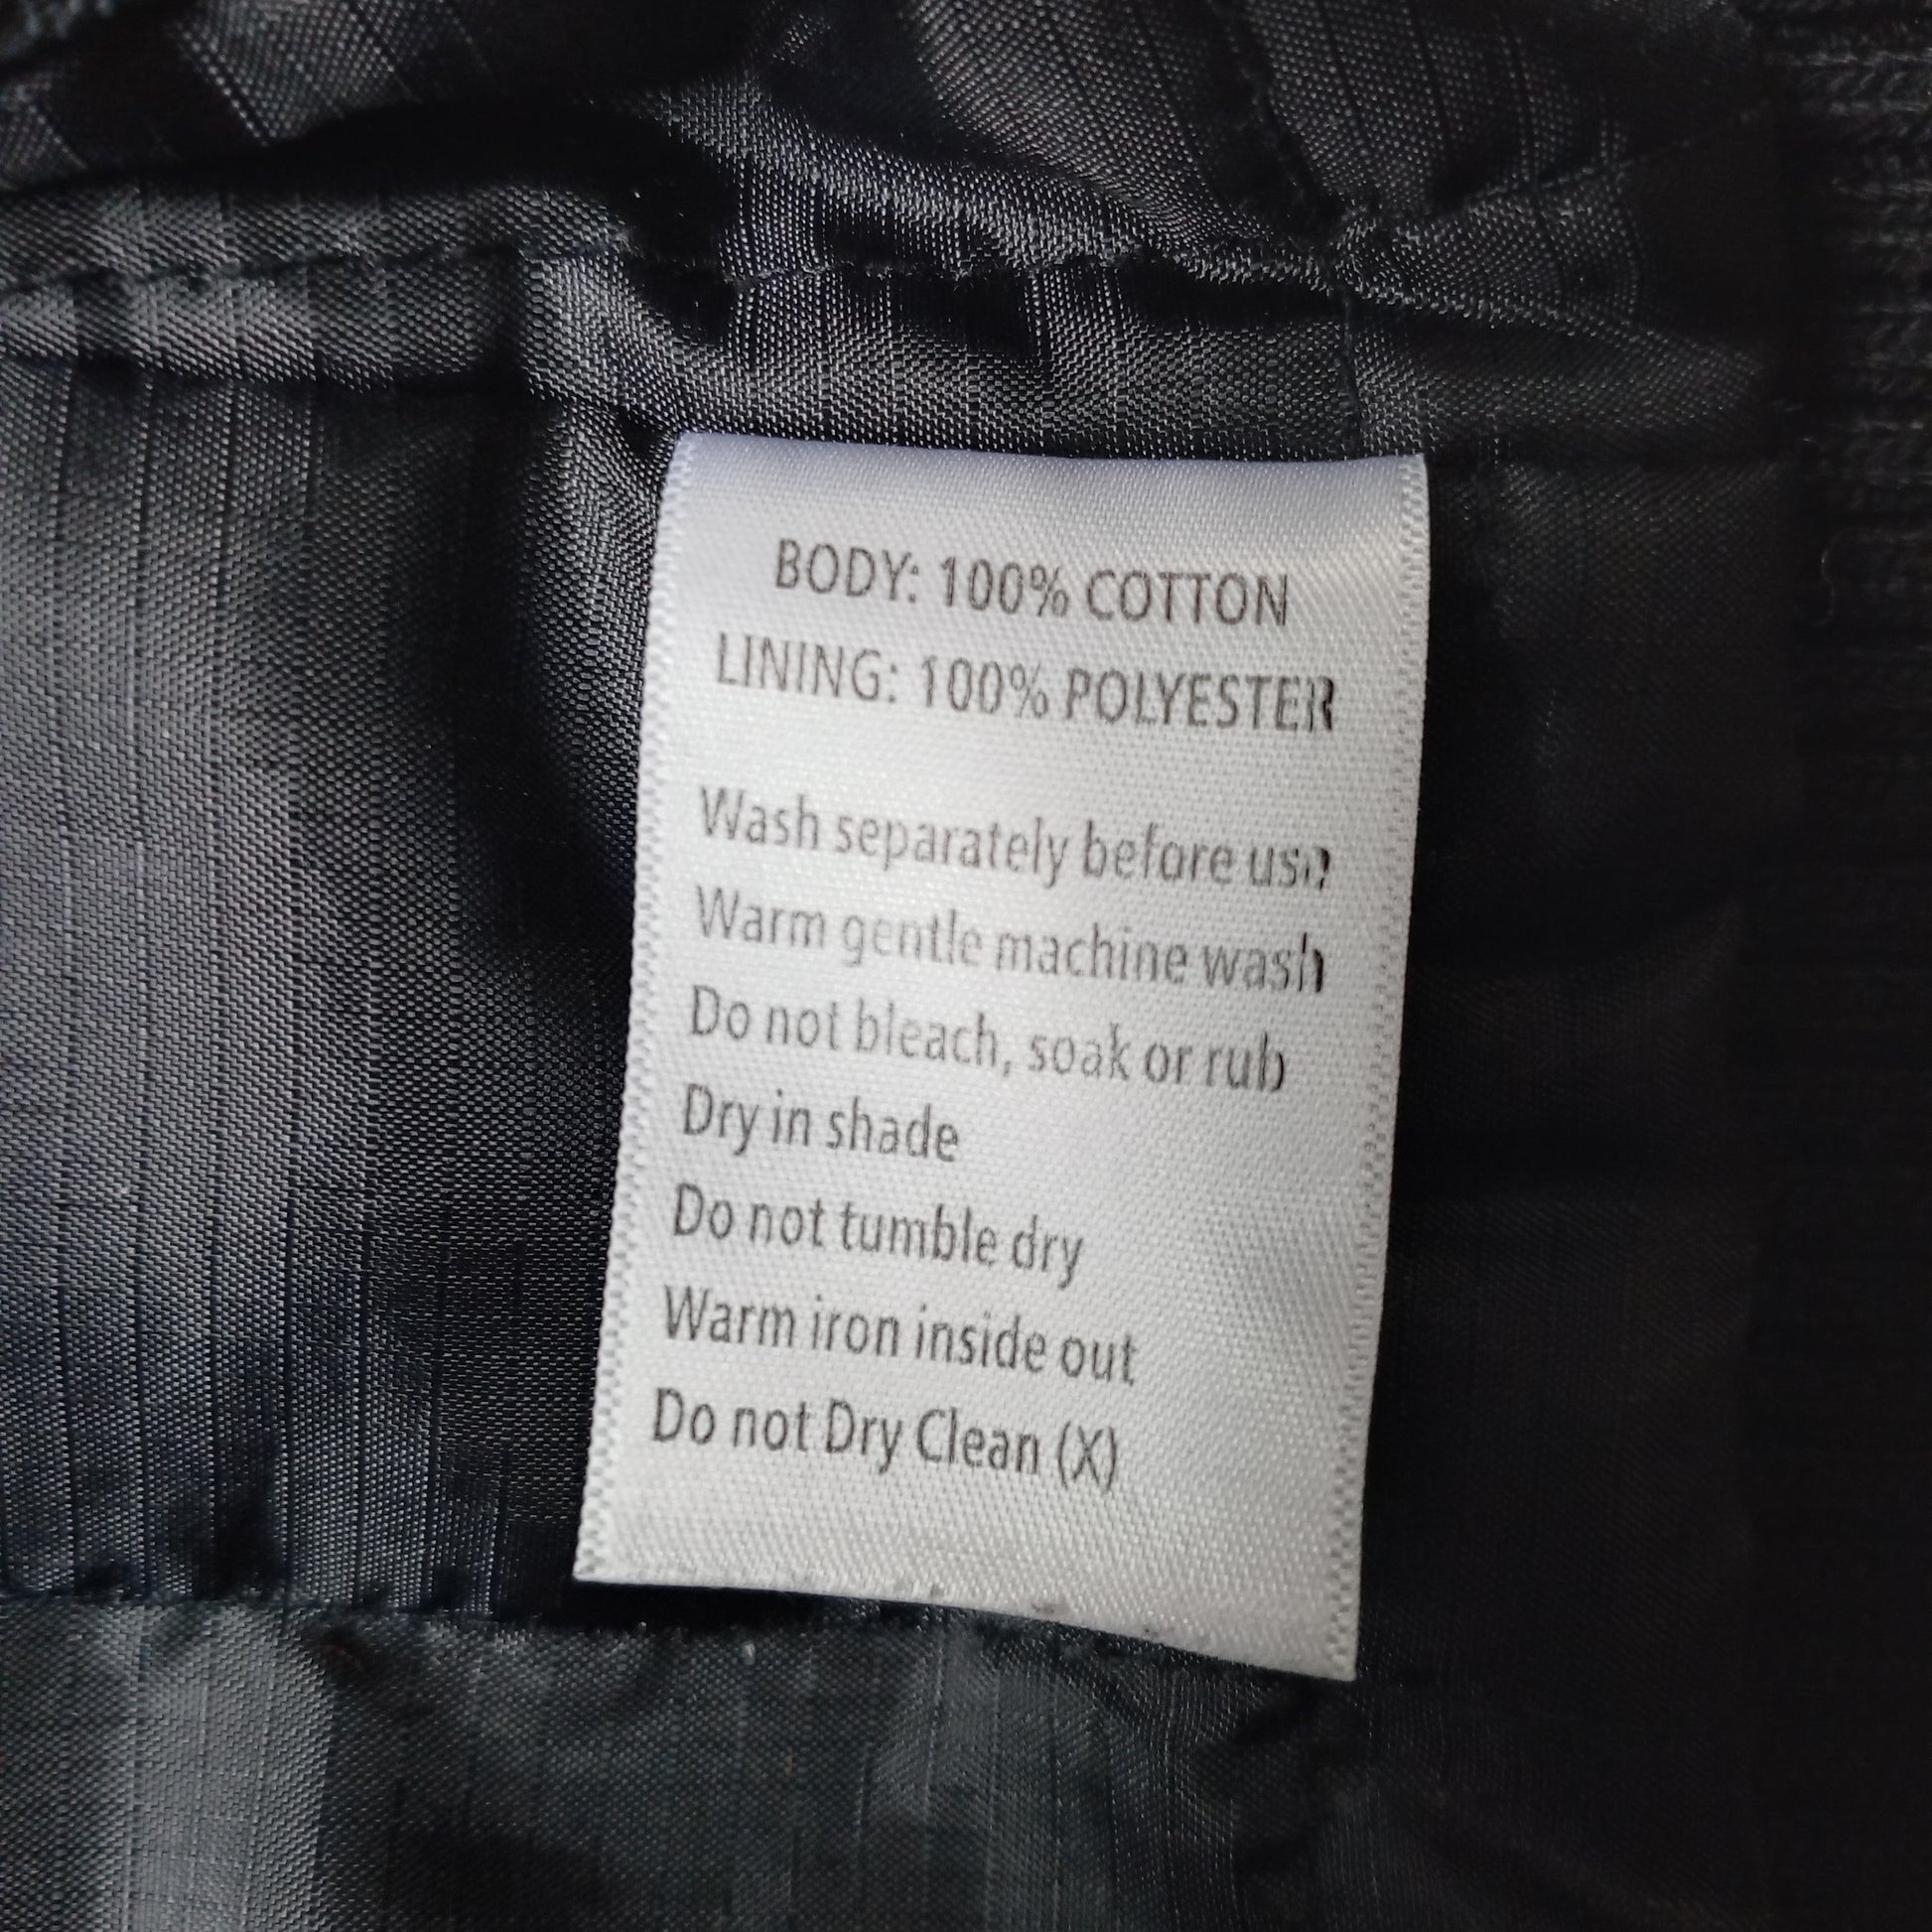 BODY: 100% COTTON
LINING: 100% POLYESTER
Wash separately before use
Warm gentle machine wash
Do not bleach, soak or rub
Dry in shade
Do not tumble dry
Warm iron inside out
Do not Dry Clean (X)